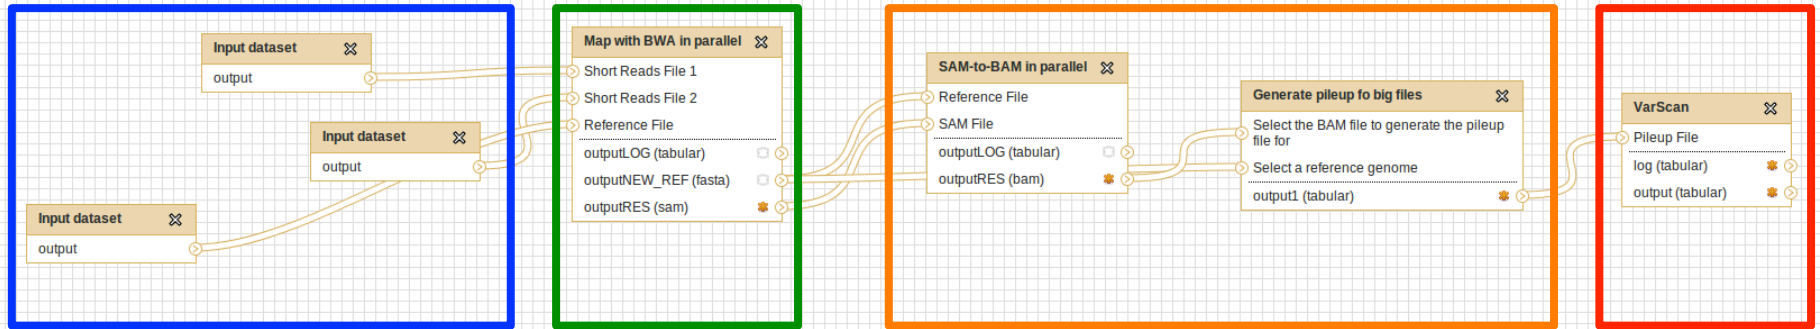 Input dataset
output
Input dataset
output
Input dataset
output
Map with BWA in parallel
Short Reads File 1
Short Reads File 2
Reference File
outputLOG (tabular)
outputNEW_REF (fasta)
outputRES (sam)
SAM-to-BAM in parallel
Reference File
SAM File
outputLOG (tabular)
outputRES (bam)
Generate pileup fo big files
Select the BAM file to generate the pileup
file for
Select a reference genome
output1 (tabular)
VarScan
Pileup File
log (tabular)
output (tabular)